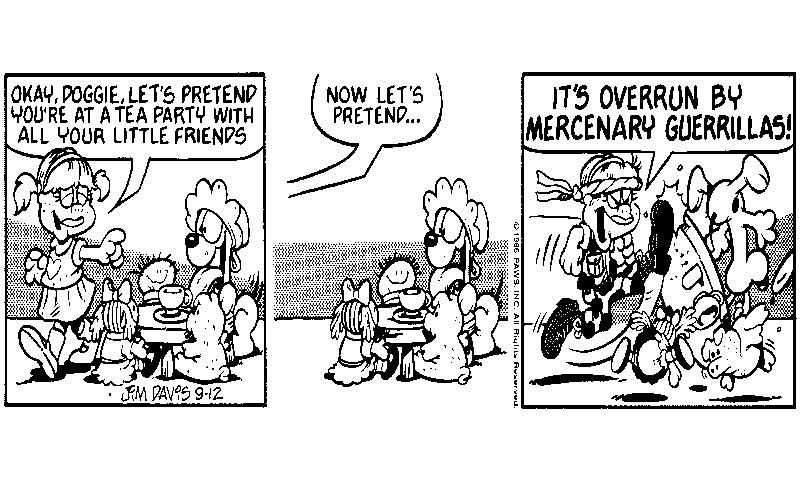 OKAY, DOGGIE, LET'S PRETEND
YOU'RE AT A TEA PARTY WITH
ALL YOUR LITTLE FRIENDS
JIM DAVIS 9-12
NOW LET'S
PRETEND...
© 1986 PAWS, INC. All Rights Reserved.
IT'S OVERRUN BY
MERCENARY GUERRILLAS!